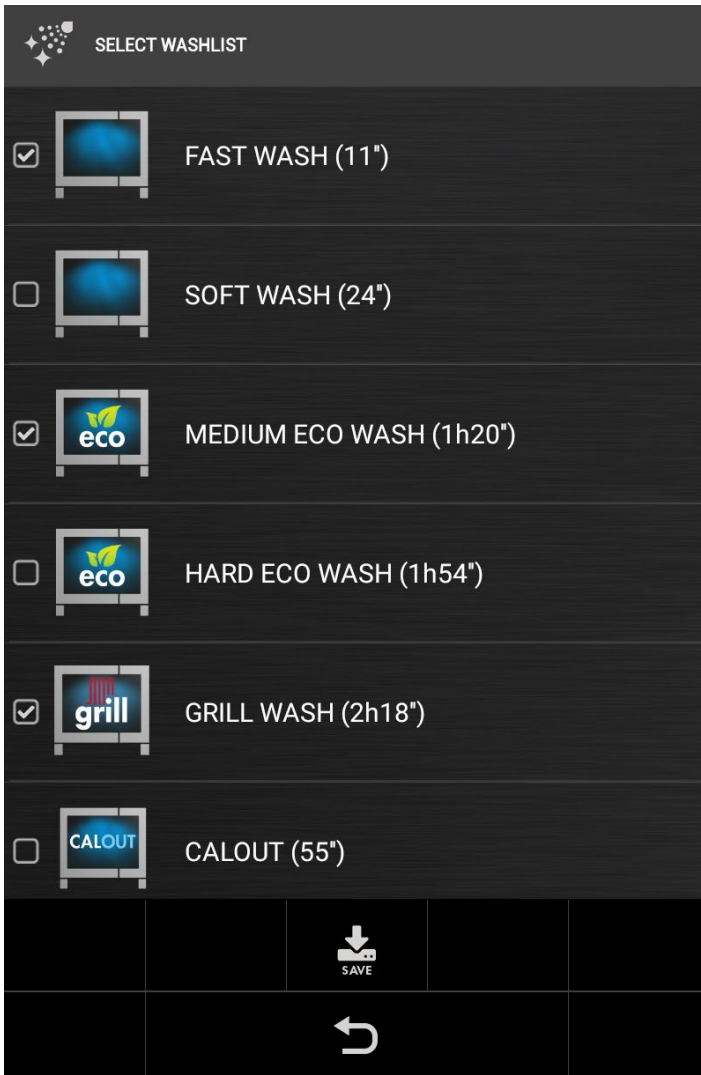 SELECT WASHLIST
FAST WASH (11")
SOFT WASH (24")
eco
MEDIUM ECO WASH (1h20")
eco
HARD ECO WASH (1h54")
grill
GRILL WASH (2h18")
CALOUT
CALOUT (55")
SAVE